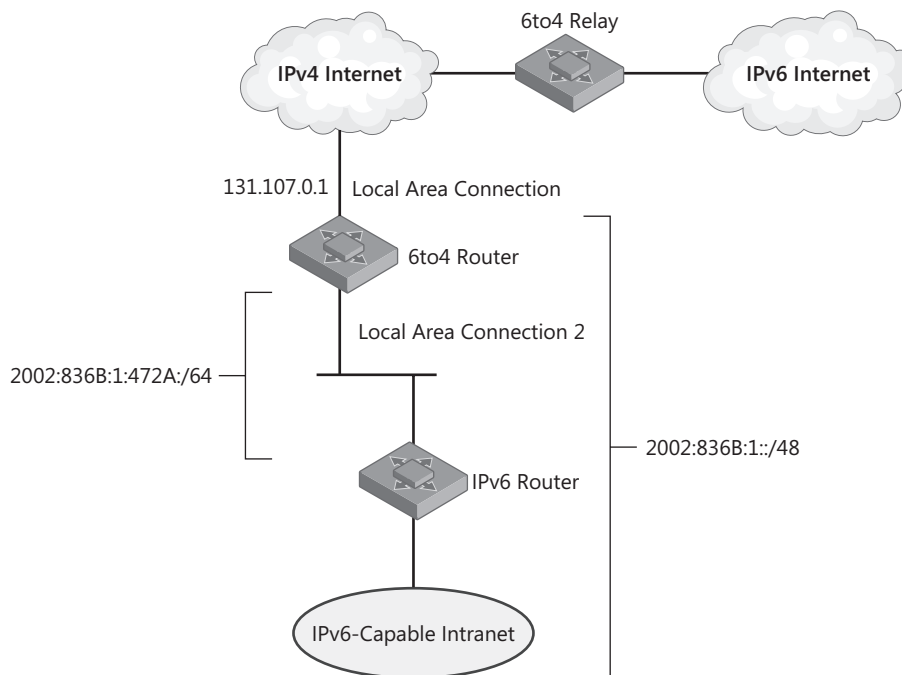 6to4 Relay
IPv4 Internet
IPv6 Internet
131.107.0.1
Local Area Connection
6to4 Router
Local Area Connection 2
2002:836B:1:472A:/64
2002:836B:1::/48
IPv6 Router
IPv6-Capable Intranet